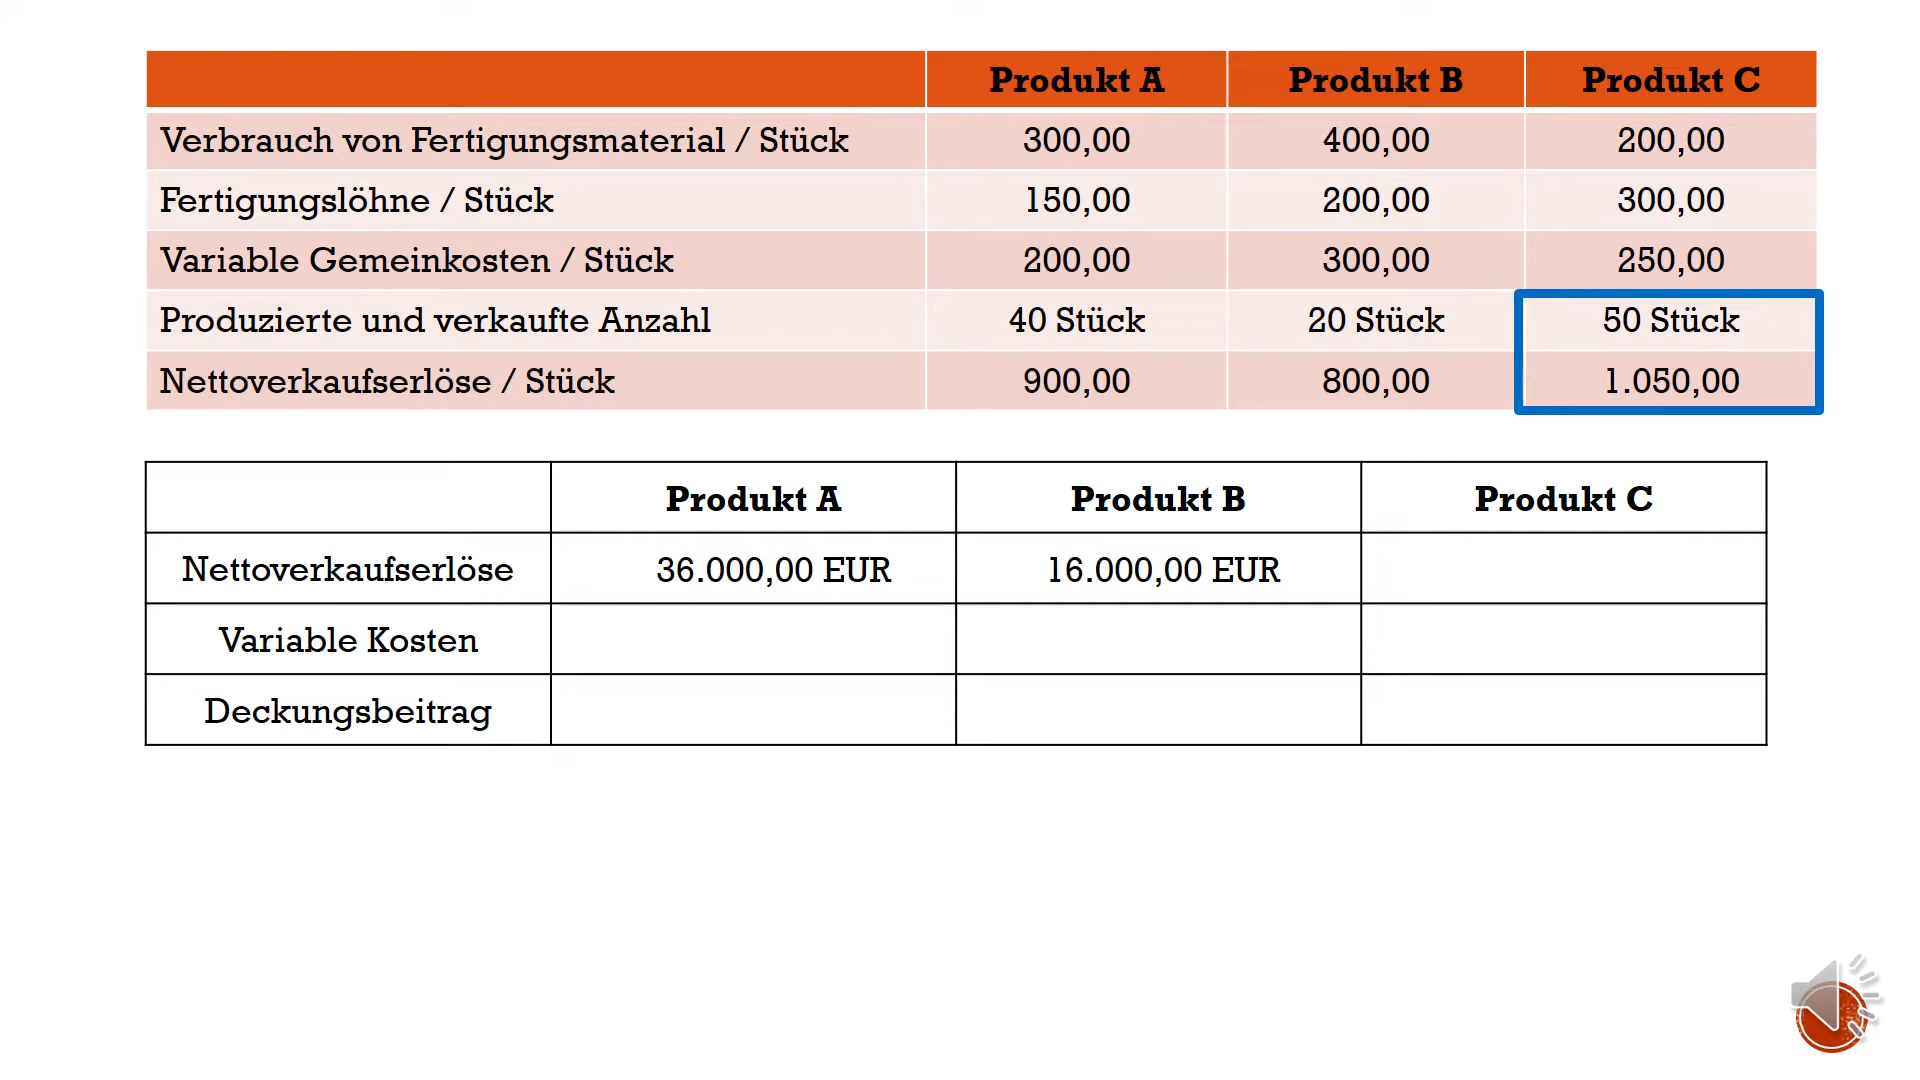 Produkt A Produkt B Produkt C
Verbrauch von Fertigungsmaterial / Stück 300,00 400,00 200,00
Fertigungslöhne / Stück 150,00 200,00 300,00
Variable Gemeinkosten / Stück 200,00 300,00 250,00
Produzierte und verkaufte Anzahl 40 Stück 20 Stück 50 Stück
Nettoverkaufserlöse / Stück 900,00 800,00 1.050,00
Produkt A Produkt B Produkt C
Nettoverkaufserlöse 36.000,00 EUR 16.000,00 EUR
Variable Kosten
Deckungsbeitrag